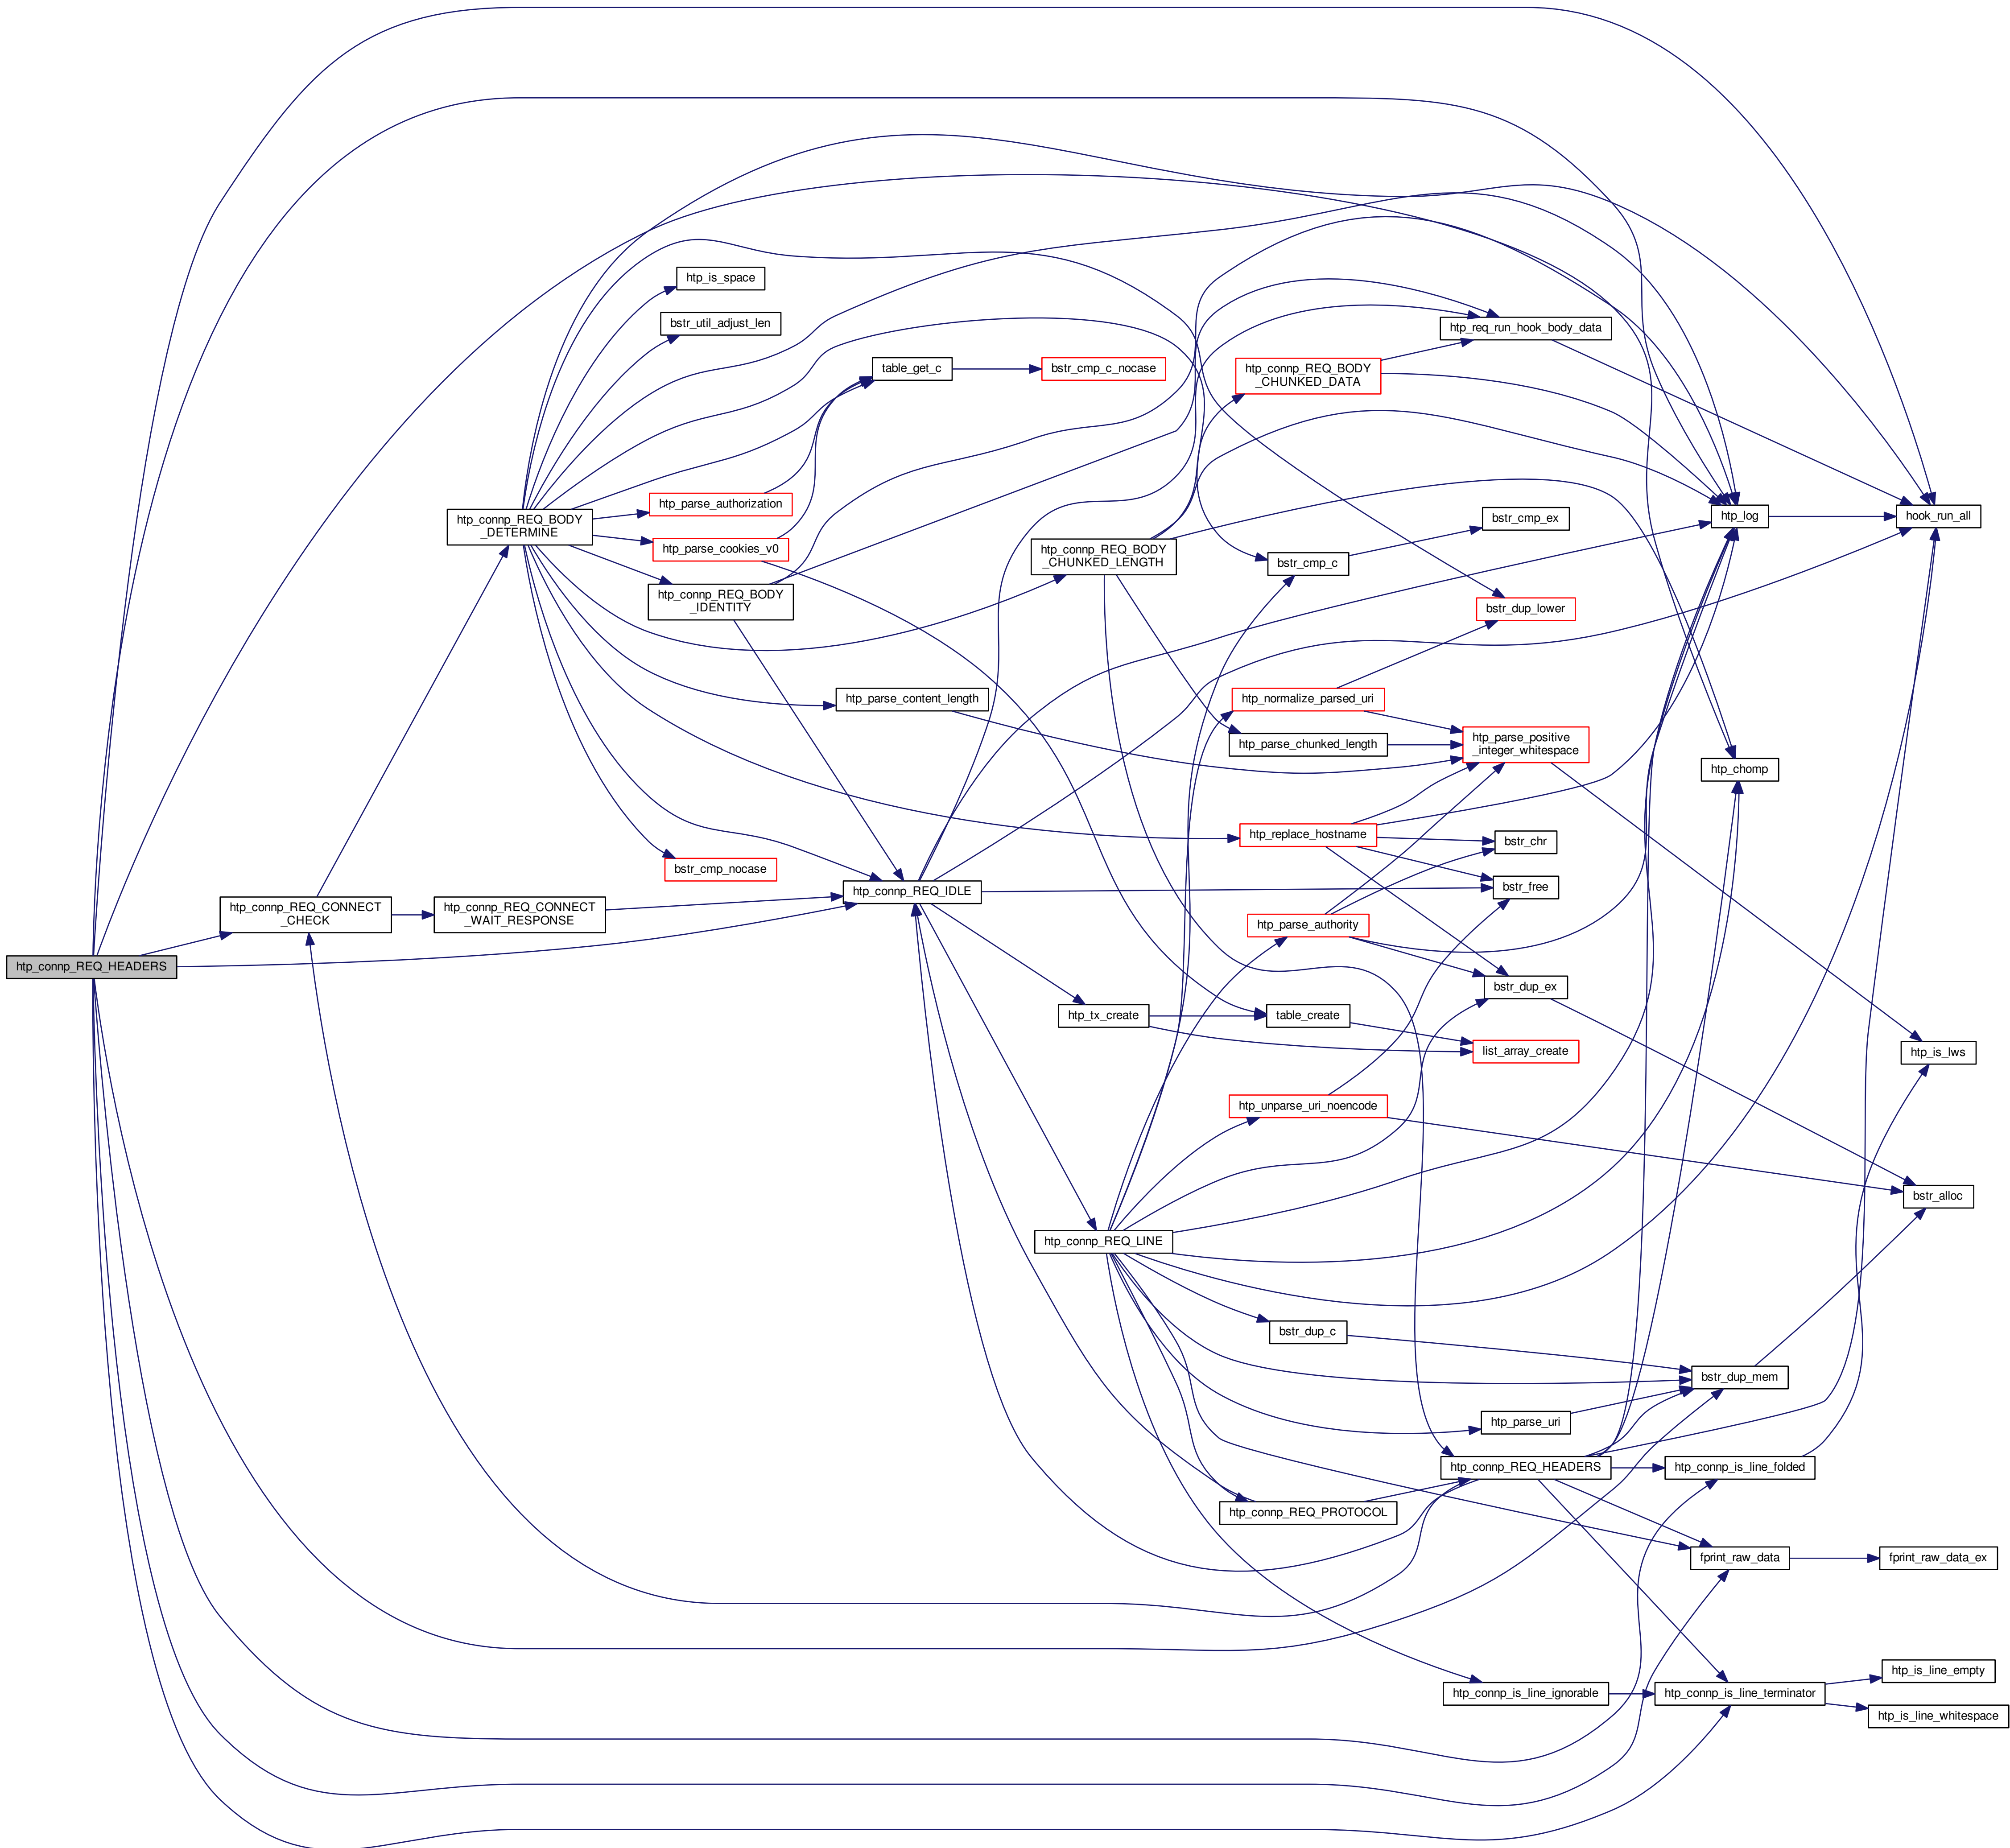 htp_is_space
bstr_util_adjust_len
htp_req_run_hook_body_data
table_get_c
bstr_cmp_c_nocase
htp_connp_REQ_BODY
_CHUNKED_DATA
htp_parse_authorization
htp_connp_REQ_BODY
_DETERMINE
htp_log
hook_run_all
bstr_cmp_ex
htp_parse_cookies_v0
htp_connp_REQ_BODY
_CHUNKED_LENGTH
bstr_cmp_c
htp_connp_REQ_BODY
_IDENTITY
bstr_dup_lower
htp_parse_content_length
htp_normalize_parsed_uri
htp_parse_chunked_length
htp_parse_positive
_integer_whitespace
htp_chomp
htp_replace_hostname
bstr_chr
bstr_cmp_nocase
htp_connp_REQ_IDLE
bstr_free
htp_connp_REQ_CONNECT
_CHECK
htp_connp_REQ_CONNECT
_WAIT_RESPONSE
htp_parse_authority
htp_connp_REQ_HEADERS
bstr_dup_ex
htp_tx_create
table_create
list_array_create
htp_is_lws
htp_unparse_uri_noencode
bstr_alloc
htp_connp_REQ_LINE
bstr_dup_c
bstr_dup_mem
htp_parse_uri
htp_connp_REQ_HEADERS
htp_connp_is_line_folded
htp_connp_REQ_PROTOCOL
fprint_raw_data
fprint_raw_data_ex
htp_is_line_empty
htp_connp_is_line_ignorable
htp_connp_is_line_terminator
htp_is_line_whitespace